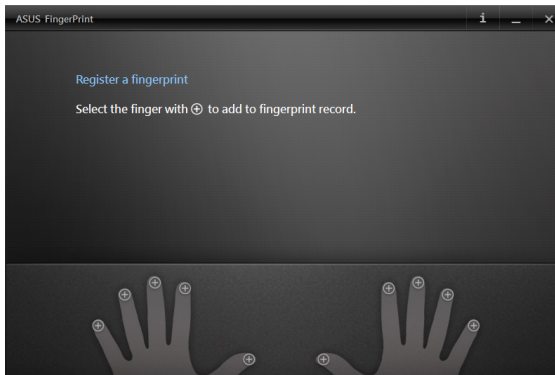 ASUS FingerPrint
Register a fingerprint
Select the finger with ⊕ to add to fingerprint record.